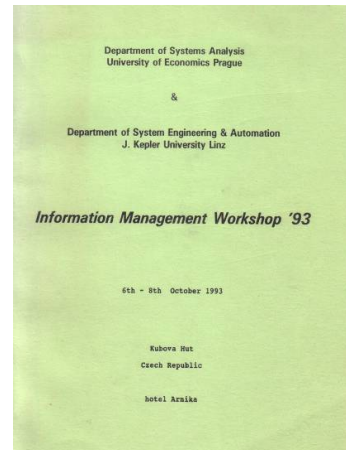 Department of Systems Analysis
University of Economics Prague
&
Department of System Engineering & Automation
J. Kepler University Linz
Information Management Workshop '93
6th - 8th October 1993
Kubova Hut
Czech Republic
hotel Arnika